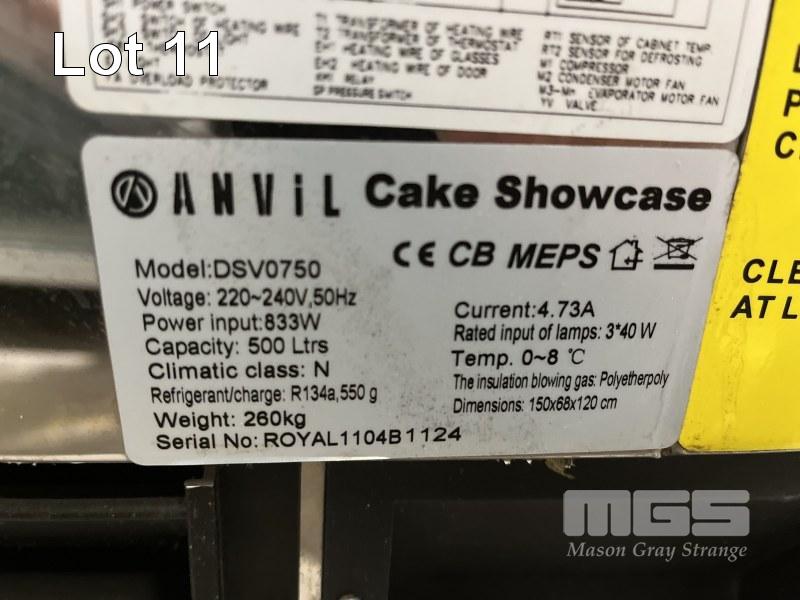 Lot 11
SP POWER SWITCH
T1 TRANSFORMER OF HEATING WIRE
RT1 SENSOR OF CABINET TEMP.
T2 TRANSFORMER OF THERMOSTAT
RT2 SENSOR FOR DEFROSTING
EH1 HEATING WIRE OF GLASSES
M1 COMPRESSOR
EH2 HEATING WIRE OF DOOR
M2 CONDENSER MOTOR FAN
OVERLOAD PROTECTOR
RELAY
EVAPORATOR MOTOR FAN
SP PRESSURE SWITCH
YV VALVE
ANViL Cake Showcase
CE CB MEPS
Model:DSV0750
Voltage: 220~240V,50Hz
Power input:833W
Capacity: 500 Ltrs
Climatic class: N
Refrigerant/charge: R134a,550 g
Weight: 260kg
Serial No: ROYAL1104B1124
Current:4.73A
Rated input of lamps: 3*40 W
Temp. 0~8 ℃
The insulation blowing gas: Polyetherpoly
Dimensions: 150x68x120 cm
CLE
AT L
MGS
Mason Gray Strange